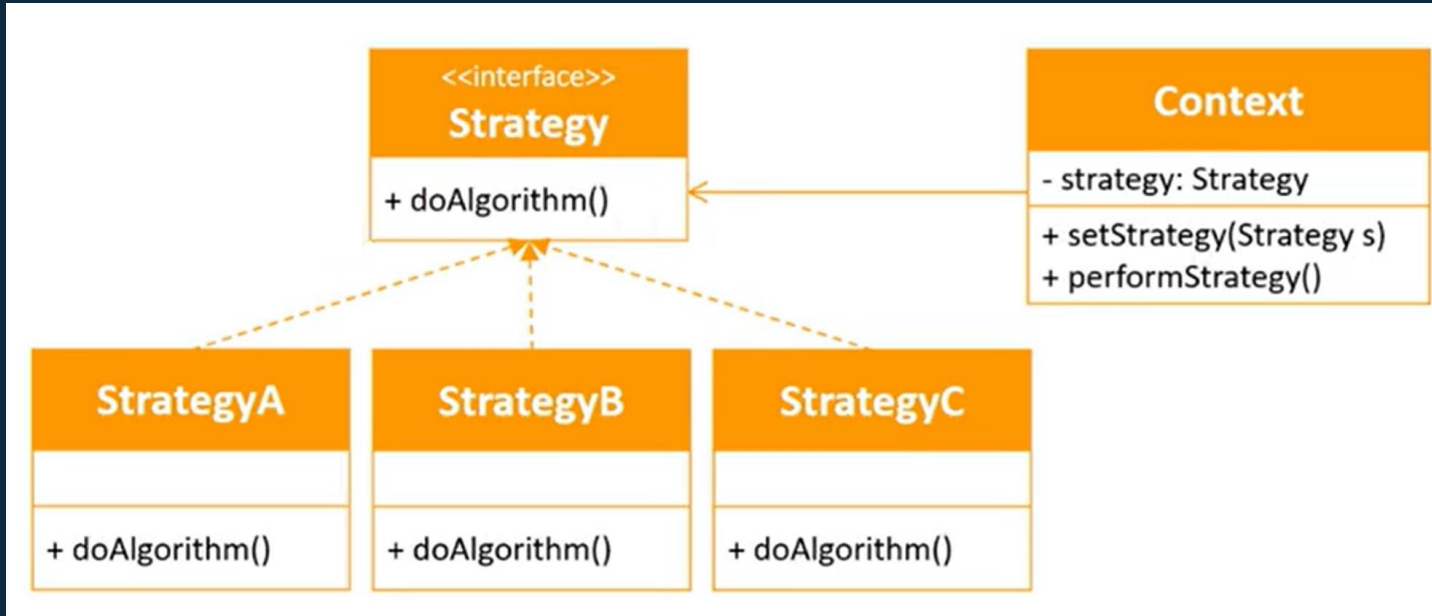 <<interface>>
Strategy
+ doAlgorithm()
Context
- strategy: Strategy
+ setStrategy(Strategy s)
+ performStrategy()
StrategyA
+ doAlgorithm()
StrategyB
+ doAlgorithm()
StrategyC
+ doAlgorithm()